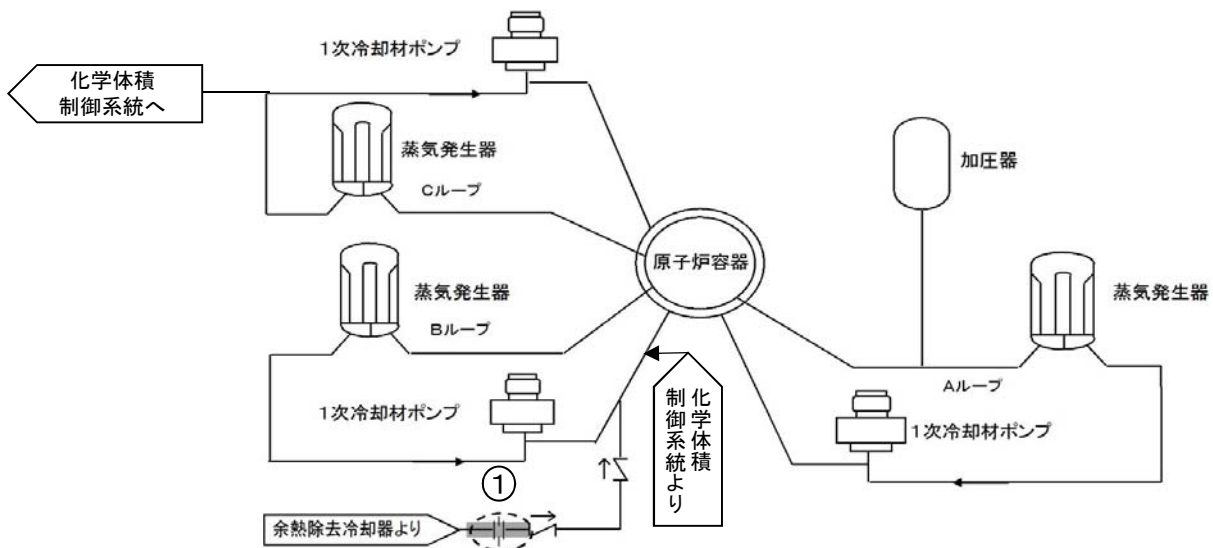 1次冷却材ポンプ
化学体積
制御系統へ
蒸気発生器
Cループ
加圧器
原子炉容器
蒸気発生器
Bループ
蒸気発生器
Aループ
化学体積
制御系統より
1次冷却材ポンプ
1次冷却材ポンプ
①
余熱除去冷却器より